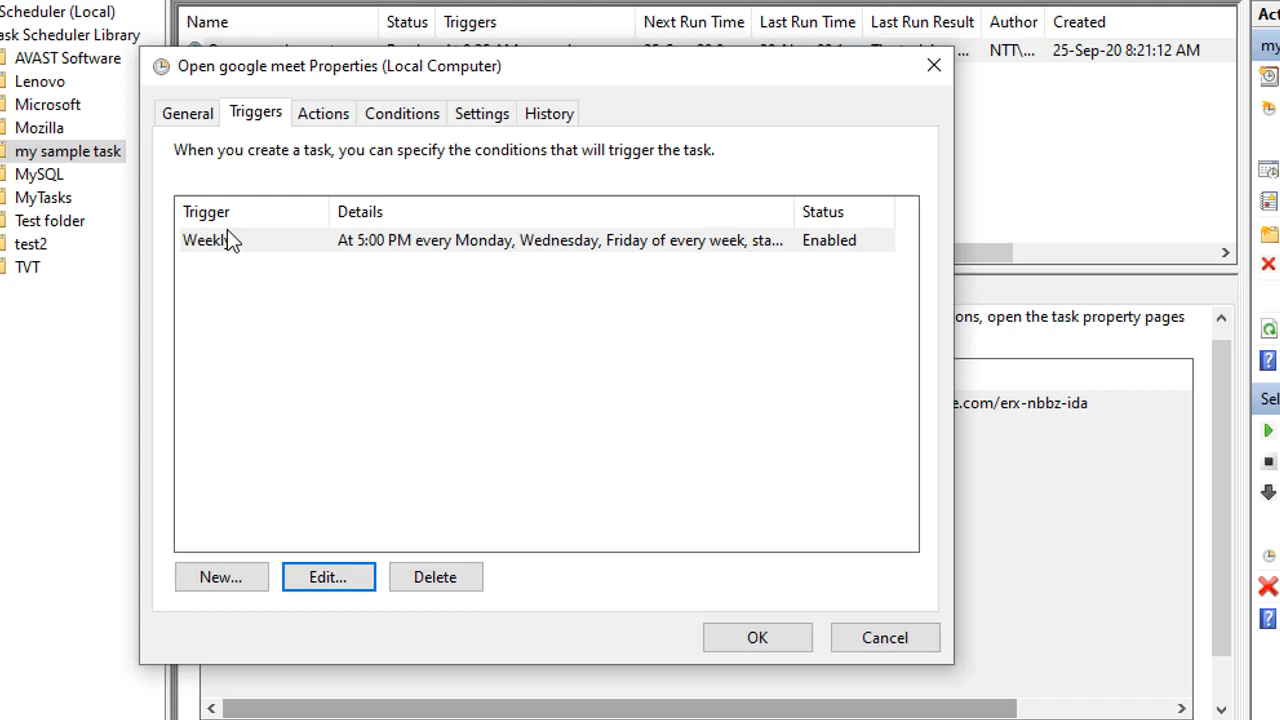 Scheduler (Local)
ask Scheduler Library
AVAST Software
Lenovo
Microsoft
Mozilla
my sample task
MySQL
MyTasks
Test folder
test2
TVT
Name Status Triggers Next Run Time Last Run Time Last Run Result Author Created
... NTT\... 25-Sep-20 8:21:12 AM
Open google meet Properties (Local Computer)
General Triggers Actions Conditions Settings History
When you create a task, you can specify the conditions that will trigger the task.
Trigger Details Status
Weekly At 5:00 PM every Monday, Wednesday, Friday of every week, sta... Enabled
New... Edit... Delete
OK Cancel
ons, open the task property pages
e.com/erx-nbbz-ida
Act
my
Sel